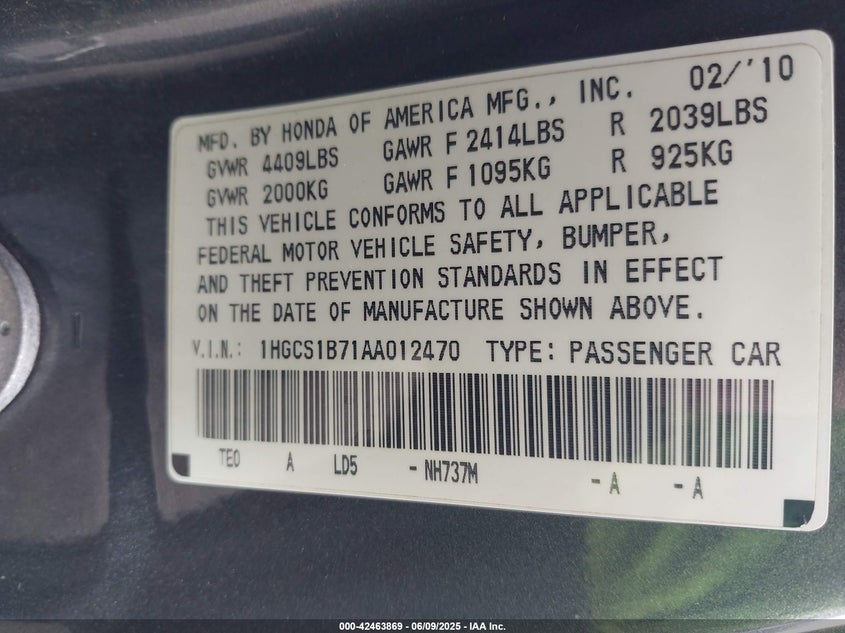 MFD. BY HONDA OF AMERICA MFG., INC. 02/'10
GVWR 4409LBS GAWR F 2414LBS R 2039LBS
GVWR 2000KG GAWR F 1095KG R 925KG
THIS VEHICLE CONFORMS TO ALL APPLICABLE
FEDERAL MOTOR VEHICLE SAFETY, BUMPER,
AND THEFT PREVENTION STANDARDS IN EFFECT
ON THE DATE OF MANUFACTURE SHOWN ABOVE.
V.I.N.: 1HGCS1B71AA012470 TYPE: PASSENGER CAR
TE0 A LD5 - NH737M - A - A
000-42463869 - 06/09/2025 - IAA Inc.